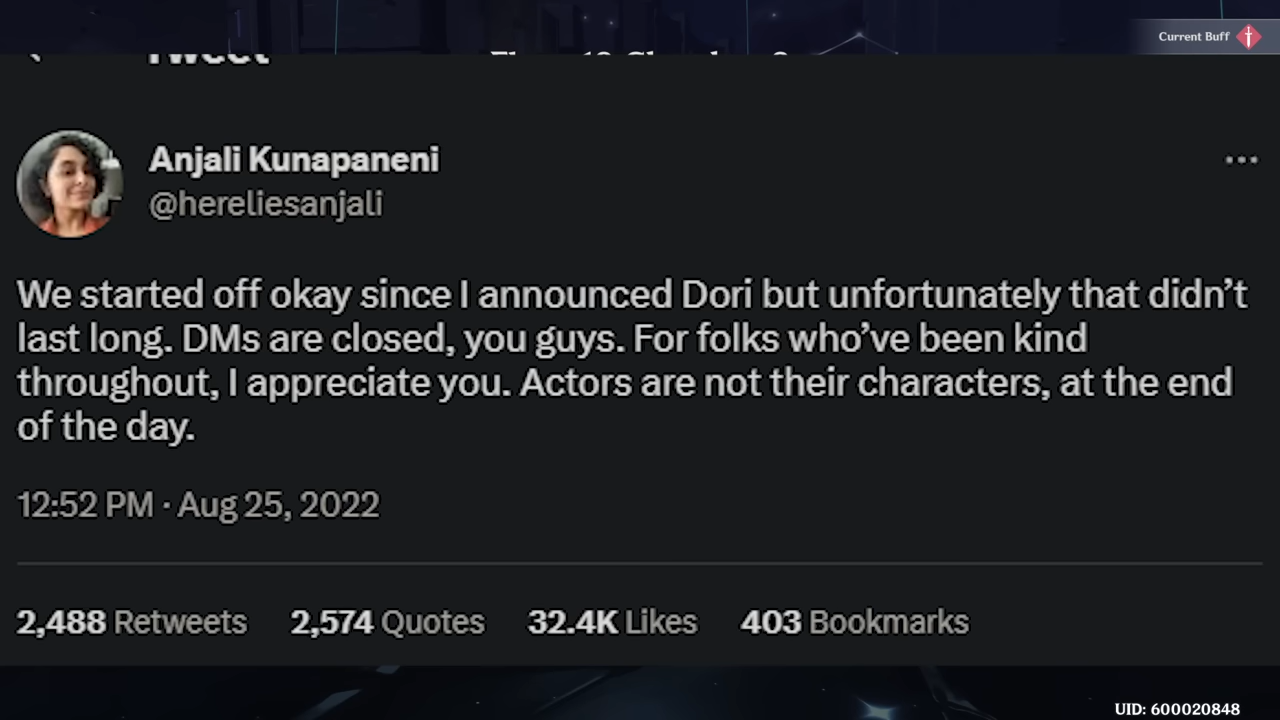 Current Buff
Tweet
Anjali Kunapaneni
@hereliesanjali
We started off okay since I announced Dori but unfortunately that didn’t
last long. DMs are closed, you guys. For folks who’ve been kind
throughout, I appreciate you. Actors are not their characters, at the end
of the day.
12:52 PM · Aug 25, 2022
2,488 Retweets 2,574 Quotes 32.4K Likes 403 Bookmarks
UID: 600020848